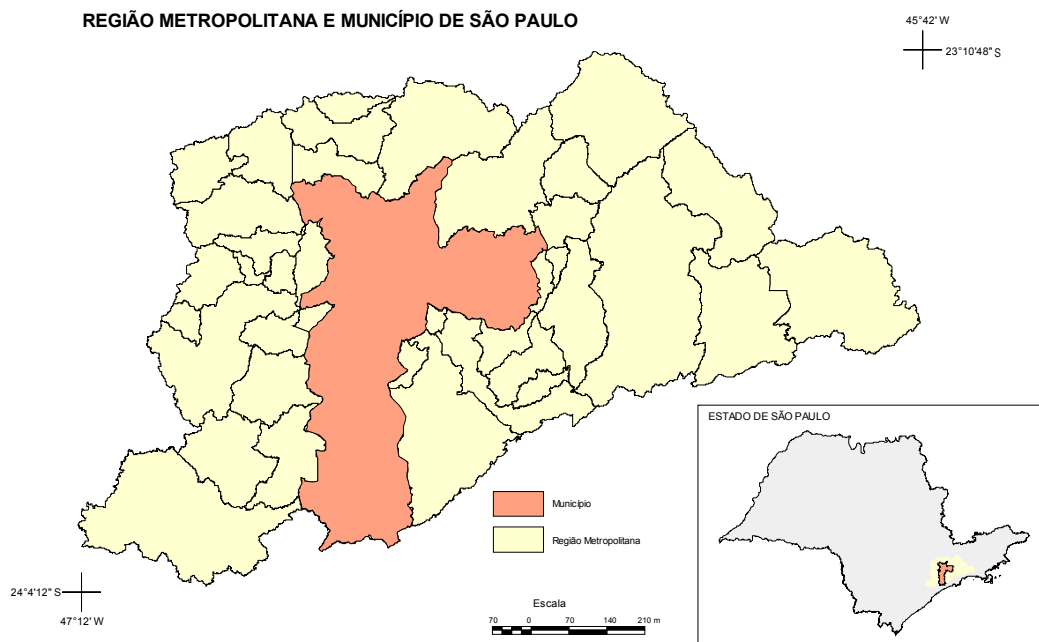 REGIÃO METROPOLITANA E MUNICÍPIO DE SÃO PAULO
45°42' W
23°10'48" S
ESTADO DE SÃO PAULO
Município
Região Metropolitana
24°4'12" S
47°12' W
Escala
70 0 70 140 210 m